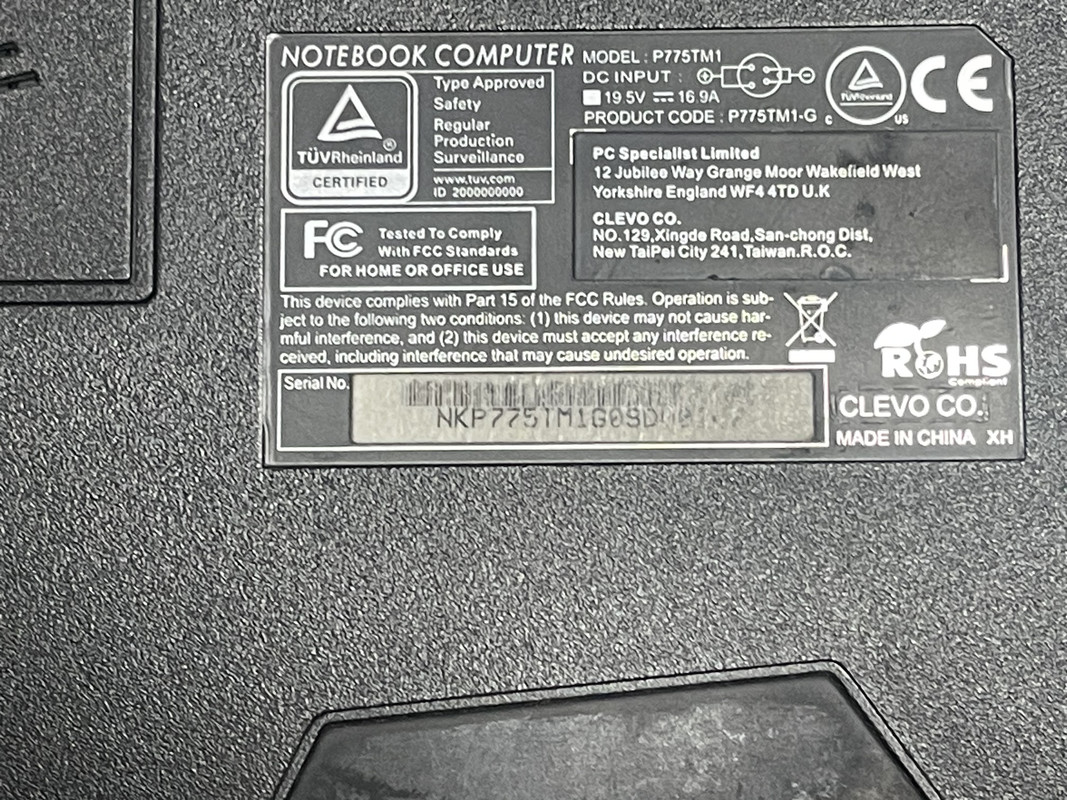 NOTEBOOK COMPUTER
MODEL : P775TM1
DC INPUT :
19.5V 16.9A
PRODUCT CODE : P775TM1-G
TÜVRheinland
CERTIFIED
Type Approved
Safety
Regular
Production
Surveillance
www.tuv.com
ID 2000000000
TÜVRheinland
C US
CE
PC Specialist Limited
12 Jubilee Way Grange Moor Wakefield West
Yorkshire England WF4 4TD U.K
CLEVO CO.
NO.129,Xingde Road,San-chong Dist,
New TaiPei City 241,Taiwan.R.O.C.
FC
Tested To Comply
With FCC Standards
FOR HOME OR OFFICE USE
This device complies with Part 15 of the FCC Rules. Operation is sub-
ject to the following two conditions: (1) this device may not cause har-
mful interference, and (2) this device must accept any interference re-
ceived, including interference that may cause undesired operation.
RoHS
Compliant
Serial No.
CLEVO CO.
MADE IN CHINA XH